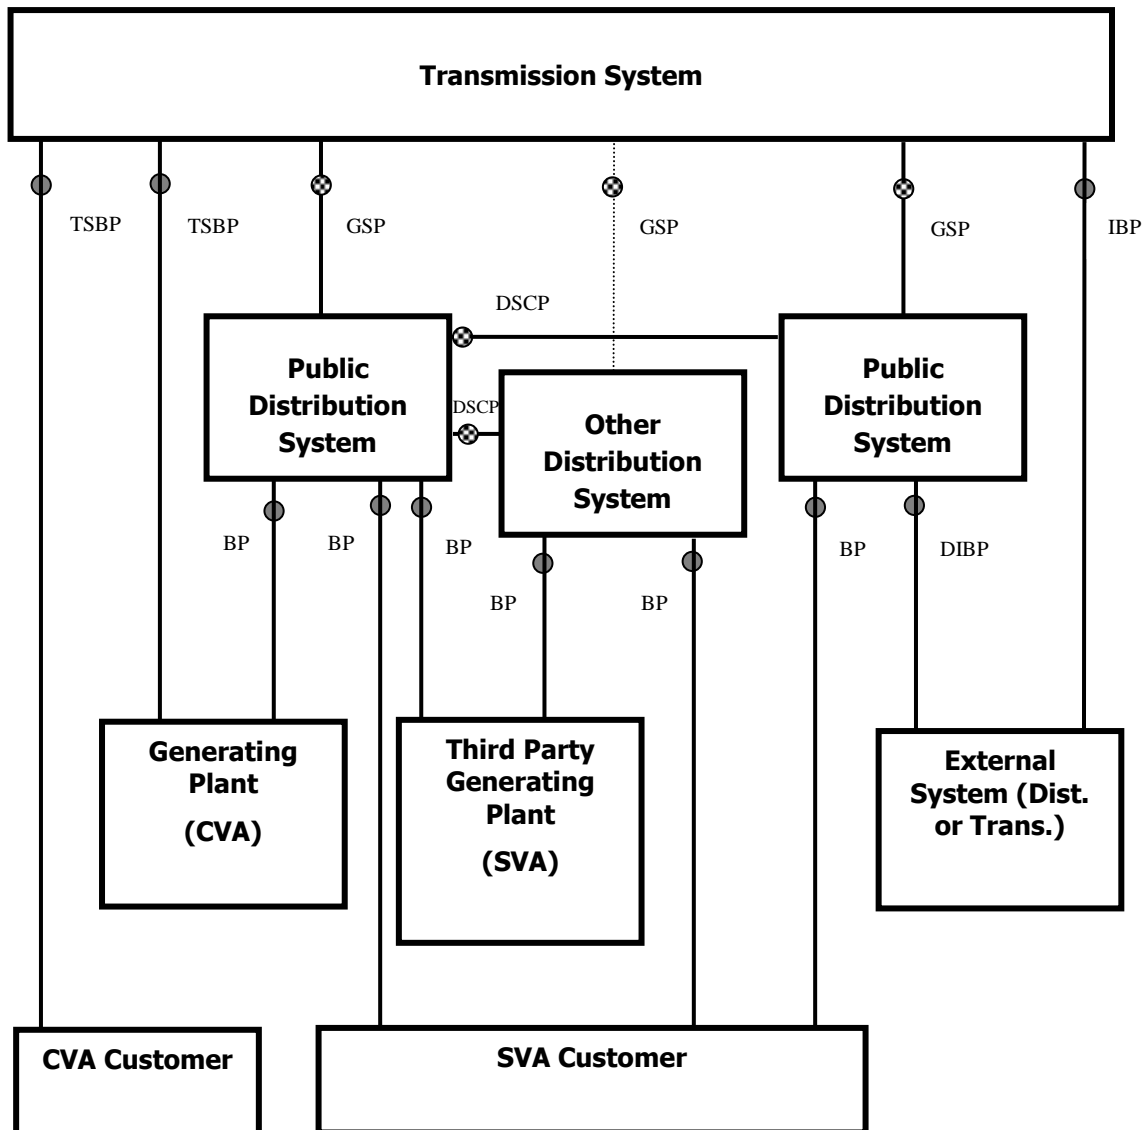 Transmission System
TSBP
TSBP
GSP
GSP
GSP
IBP
DSCP
Public
Distribution
System
DSCP
Other
Distribution
System
Public
Distribution
System
BP
BP
BP
BP
BP
BP
DIBP
Generating
Plant
(CVA)
Third Party
Generating
Plant
(SVA)
External
System (Dist.
or Trans.)
CVA Customer
SVA Customer